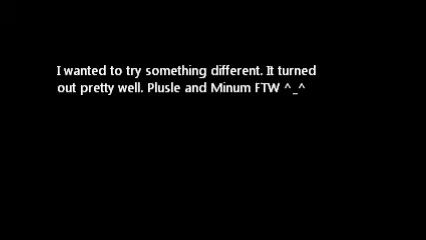 I wanted to try something different. It turned
out pretty well. Plusle and Minum FTW ^_^